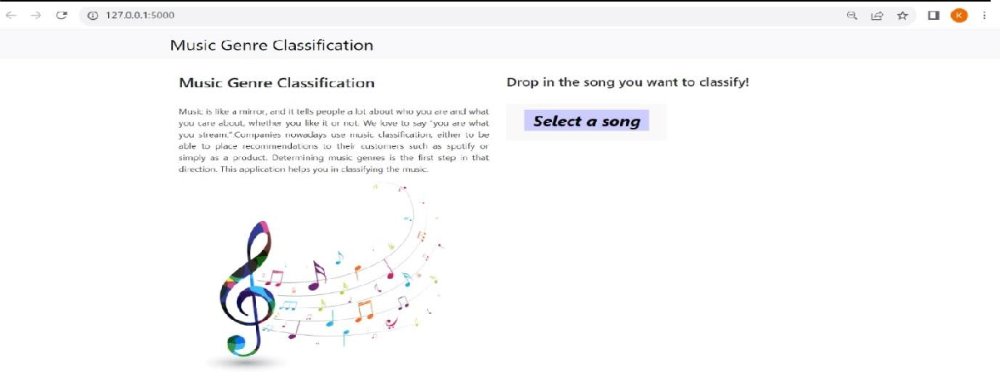 127.0.0.1:5000
K
Music Genre Classification
Music Genre Classification
Music is like a mirror, and it tells people a lot about who you are and what
you care about, whether you like it or not. We love to say "you are what
you stream." Companies nowadays use music classification, either to be
able to place recommendations to their customers such as spotify or
simply as a product. Determining music genres is the first step in that
direction. This application helps you in classifying the music.
Drop in the song you want to classify!
Select a song